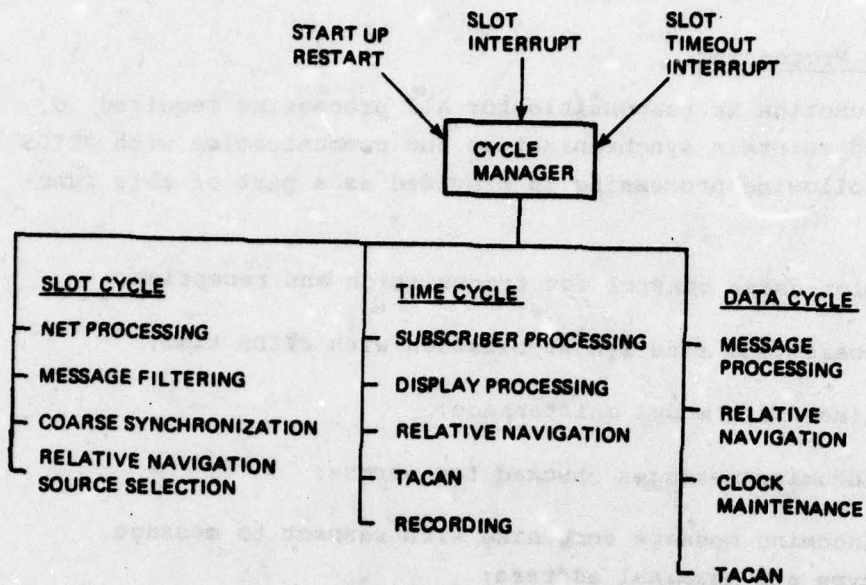 START UP
RESTART
SLOT
INTERRUPT
SLOT
TIMEOUT
INTERRUPT
CYCLE
MANAGER
SLOT CYCLE
NET PROCESSING
MESSAGE FILTERING
COARSE SYNCHRONIZATION
RELATIVE NAVIGATION
SOURCE SELECTION
TIME CYCLE
SUBSCRIBER PROCESSING
DISPLAY PROCESSING
RELATIVE NAVIGATION
TACAN
RECORDING
DATA CYCLE
MESSAGE
PROCESSING
RELATIVE
NAVIGATION
CLOCK
MAINTENANCE
TACAN